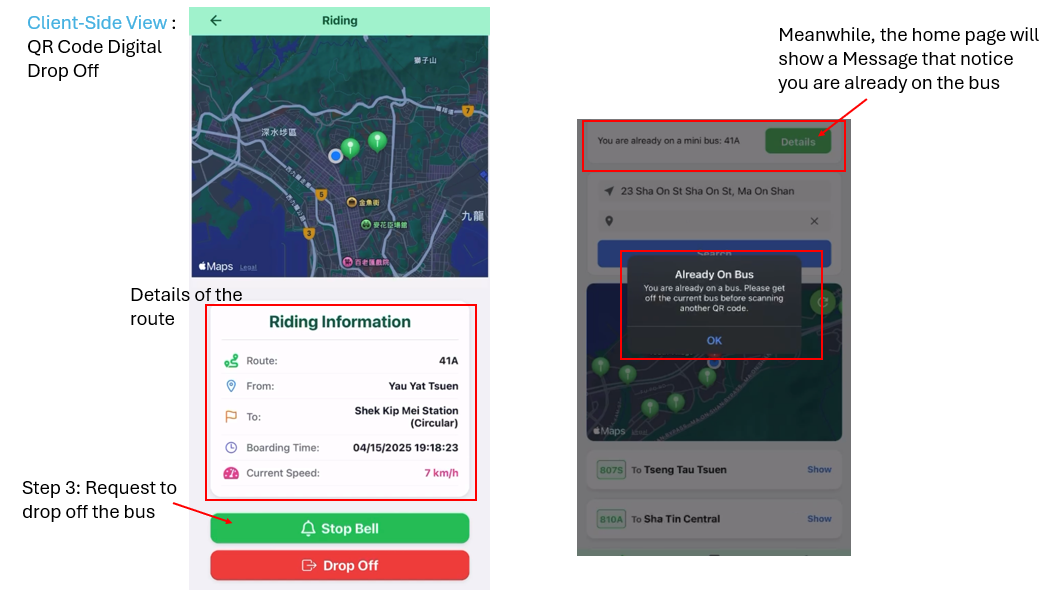 Client-Side View :
QR Code Digital
Drop Off
Riding
獅子山
7
深水埗區
5
金魚街
九龍
3
麥花臣場館
百老匯戲院
Maps Legal
Details of the
route
Riding Information
Route: 41A
From: Yau Yat Tsuen
To: Shek Kip Mei Station
(Circular)
Boarding Time: 04/15/2025 19:18:23
Current Speed: 7 km/h
Step 3: Request to
drop off the bus
Stop Bell
Drop Off
Meanwhile, the home page will
show a Message that notice
you are already on the bus
You are already on a mini bus: 41A
Details
23 Sha On St Sha On St, Ma On Shan
Search
Already On Bus
You are already on a bus. Please get
off the current bus before scanning
another QR code.
OK
Maps
807S To Tseng Tau Tsuen Show
810A To Sha Tin Central Show